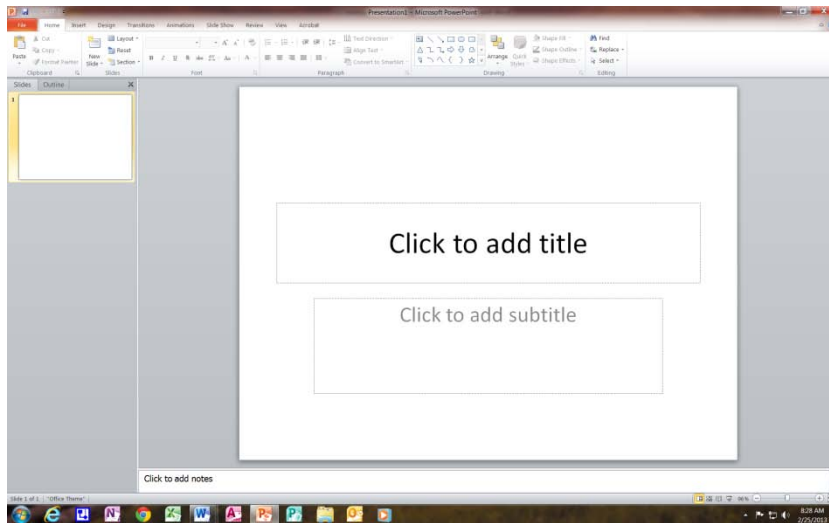 Presentation1 - Microsoft PowerPoint
File Home Insert Design Transitions Animations Slide Show Review View Acrobat
Paste
Cut
Copy
Format Painter
Clipboard
New Slide
Layout
Reset
Section
Slides
Font
Text Direction
Align Text
Convert to SmartArt
Paragraph
Arrange
Quick Styles
Shape Fill
Shape Outline
Shape Effects
Drawing
Find
Replace
Select
Editing
Slides Outline
1
Click to add title
Click to add subtitle
Click to add notes
Slide 1 of 1 "Office Theme" 96%
8:28 AM
2/25/2013